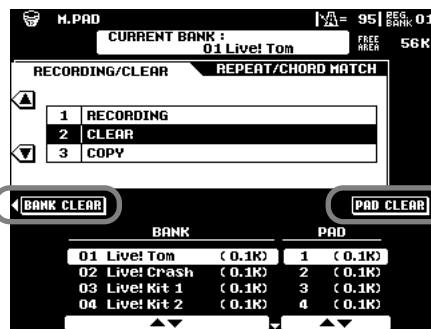 M.PAD = 95 REG. BANK 01
CURRENT BANK :
01 Live! Tom
FREE AREA 56K
RECORDING/CLEAR REPEAT/CHORD MATCH
1 RECORDING
2 CLEAR
3 COPY
BANK CLEAR PAD CLEAR
BANK PAD
01 Live! Tom (0.1K) 1 (0.1K)
02 Live! Crash (0.1K) 2 (0.1K)
03 Live! Kit 1 (0.1K) 3 (0.1K)
04 Live! Kit 2 (0.1K) 4 (0.1K)